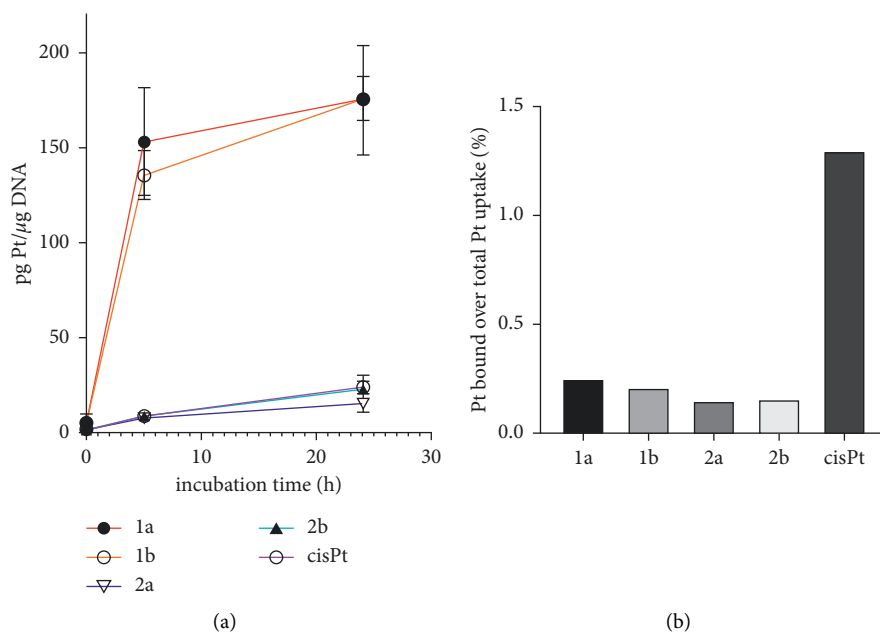 200
150
100
50
0
pg Pt/µg DNA
0 10 20 30
incubation time (h)
1a
1b
2a
2b
cisPt
(a)
1.5
1.0
0.5
0.0
Pt bound over total Pt uptake (%)
1a 1b 2a 2b cisPt
(b)